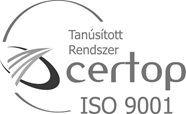 Tanúsított
Rendszer
certop
ISO 9001